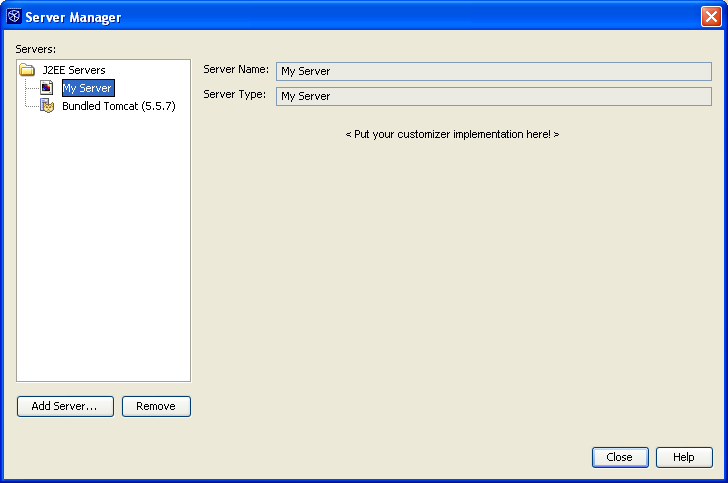 Server Manager
Servers:
J2EE Servers
My Server
Bundled Tomcat (5.5.7)
Server Name: My Server
Server Type: My Server
< Put your customizer implementation here! >
Add Server...
Remove
Close
Help